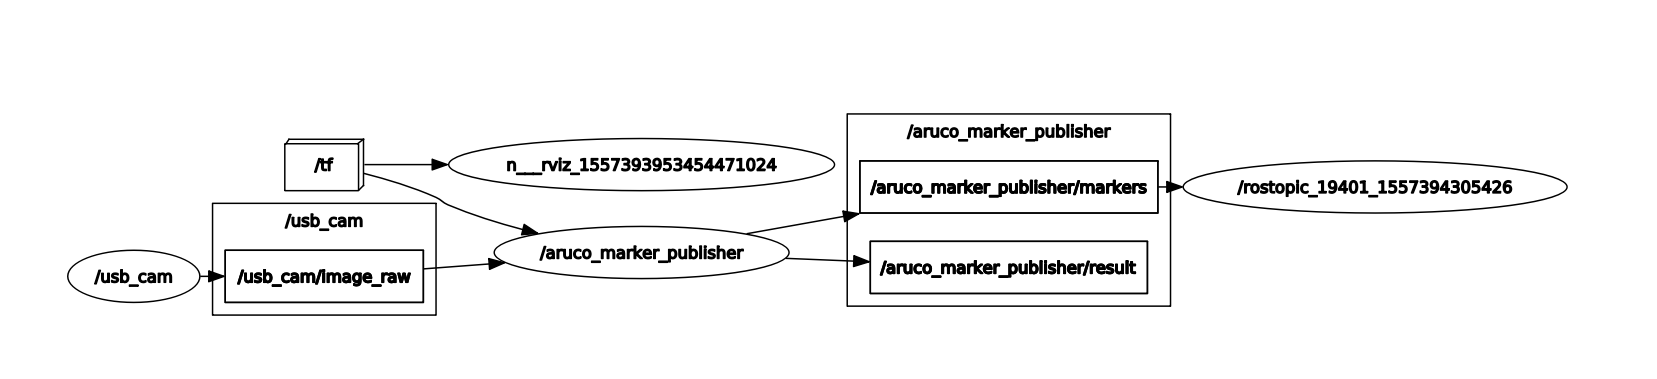 /aruco_marker_publisher
/tf
n___rviz_1557393953454471024
/aruco_marker_publisher/markers
/rostopic_19401_1557394305426
/usb_cam
/aruco_marker_publisher
/usb_cam
/usb_cam/image_raw
/aruco_marker_publisher/result